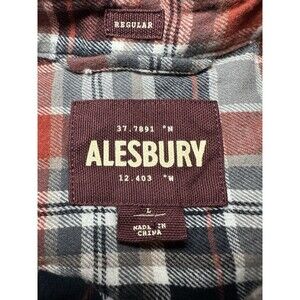 REGULAR
37.7891 °N
ALESBURY
12.403 °W
L
MADE IN
CHINA